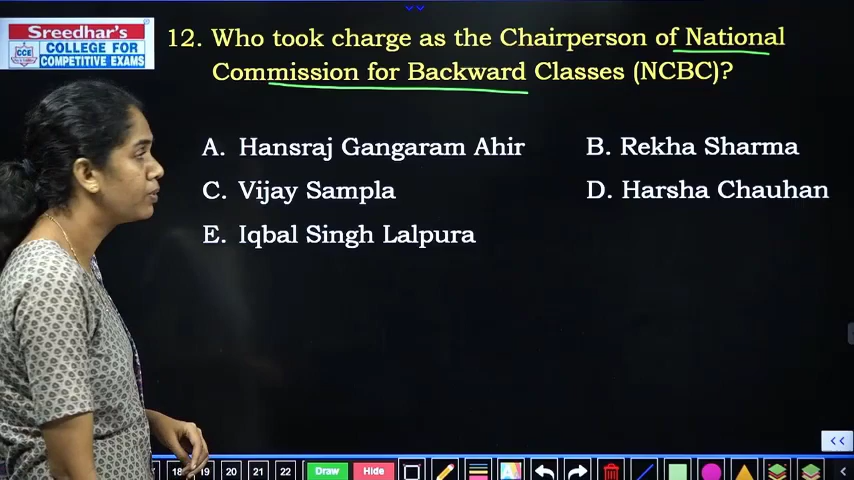 Sreedhar's
CCE
COLLEGE FOR
COMPETITIVE EXAMS
12. Who took charge as the Chairperson of National
Commission for Backward Classes (NCBC)?
A. Hansraj Gangaram Ahir
B. Rekha Sharma
C. Vijay Sampla
D. Harsha Chauhan
E. Iqbal Singh Lalpura
18 19 20 21 22 Draw Hide